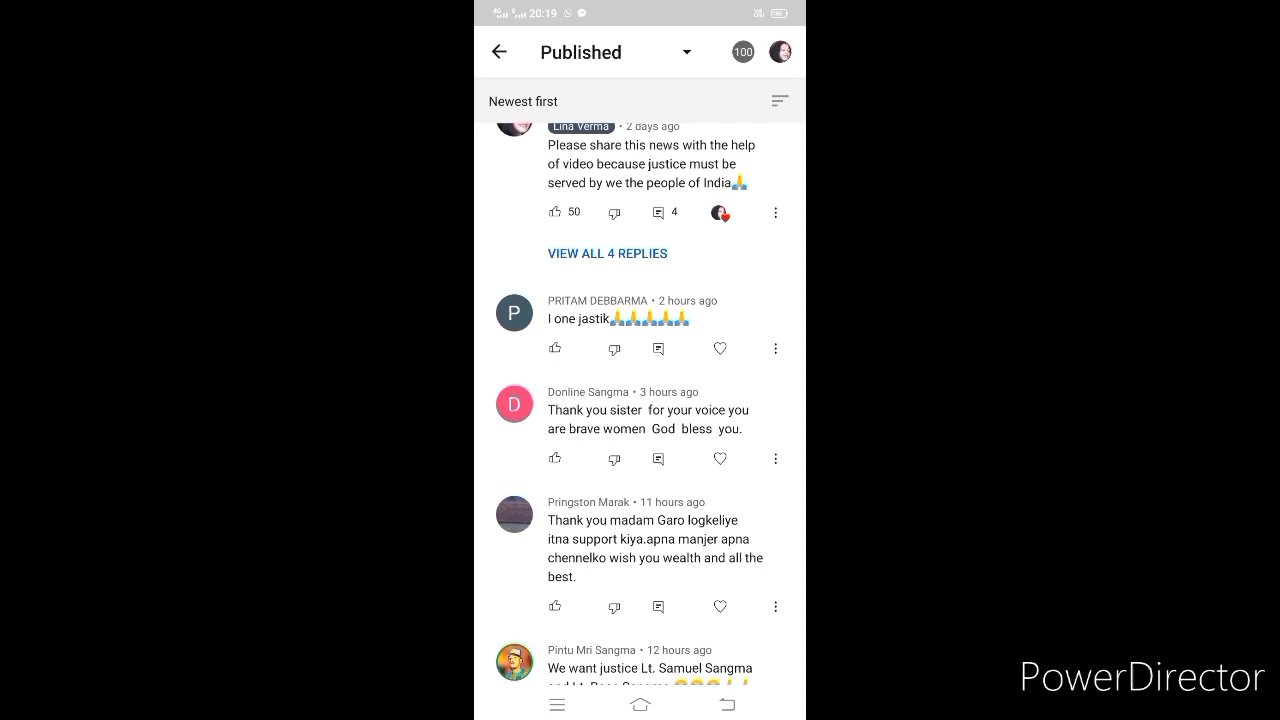 4G 20:19
Published 100
Newest first
Lina Verma • 2 days ago
Please share this news with the help
of video because justice must be
served by we the people of India🙏
50 4
VIEW ALL 4 REPLIES
P PRITAM DEBBARMA • 2 hours ago
I one jastik🙏🙏🙏🙏🙏
D Donline Sangma • 3 hours ago
Thank you sister for your voice you
are brave women God bless you.
Pringston Marak • 11 hours ago
Thank you madam Garo logkeliye
itna support kiya.apna manjer apna
chennelko wish you wealth and all the
best.
Pintu Mri Sangma • 12 hours ago
We want justice Lt. Samuel Sangma
PowerDirector